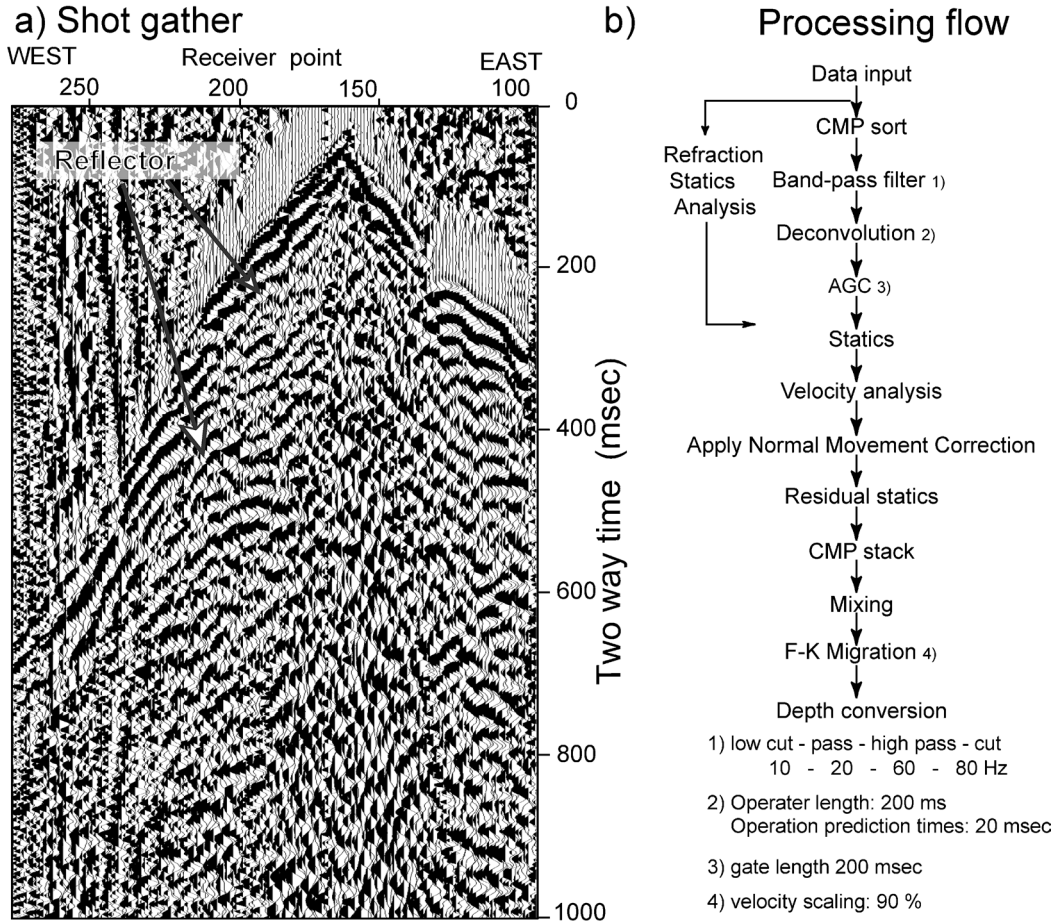 a) Shot gather
WEST
Receiver point
EAST
250
200
150
100
0
Reflector
200
400
600
800
1000
Two way time (msec)
b)
Processing flow
Data input
CMP sort
Refraction
Statics
Analysis
Band-pass filter 1)
Deconvolution 2)
AGC 3)
Statics
Velocity analysis
Apply Normal Movement Correction
Residual statics
CMP stack
Mixing
F-K Migration 4)
Depth conversion
1) low cut - pass - high pass - cut
10 - 20 - 60 - 80 Hz
2) Operater length: 200 ms
Operation prediction times: 20 msec
3) gate length 200 msec
4) velocity scaling: 90 %